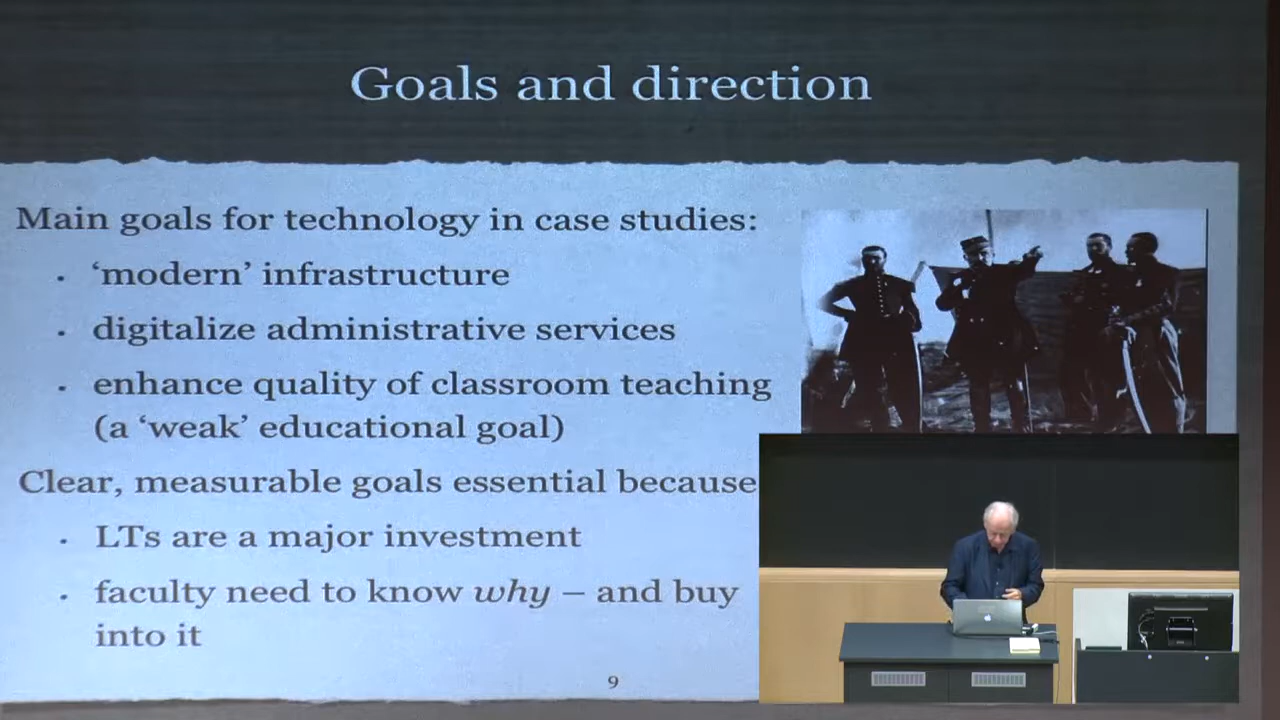 Goals and direction
Main goals for technology in case studies:
· ‘modern’ infrastructure
· digitalize administrative services
· enhance quality of classroom teaching
(a ‘weak’ educational goal)
Clear, measurable goals essential because
· LTs are a major investment
· faculty need to know why – and buy
into it
9